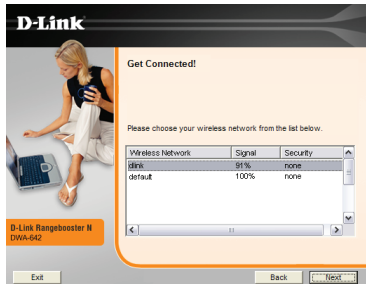 D-Link
Get Connected!
Please choose your wireless network from the list below.
Wireless Network Signal Security
dlink 91% none
default 100% none
D-Link Rangebooster N
DWA-642
Exit Back Next